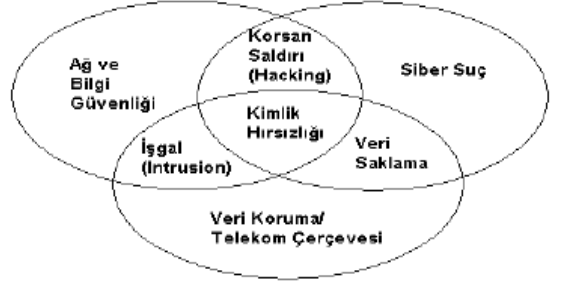 Ağ ve
Bilgi
Güvenliği
Korsan
Saldırı
(Hacking)
Siber Suç
İşgal
(Intrusion)
Kimlik
Hırsızlığı
Veri
Saklama
Veri Koruma/
Telekom Çerçevesi